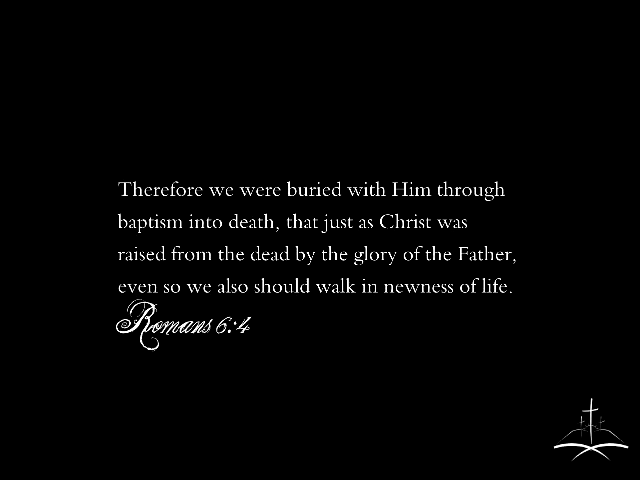 Therefore we were buried with Him through
baptism into death, that just as Christ was
raised from the dead by the glory of the Father,
even so we also should walk in newness of life.
Romans 6:4